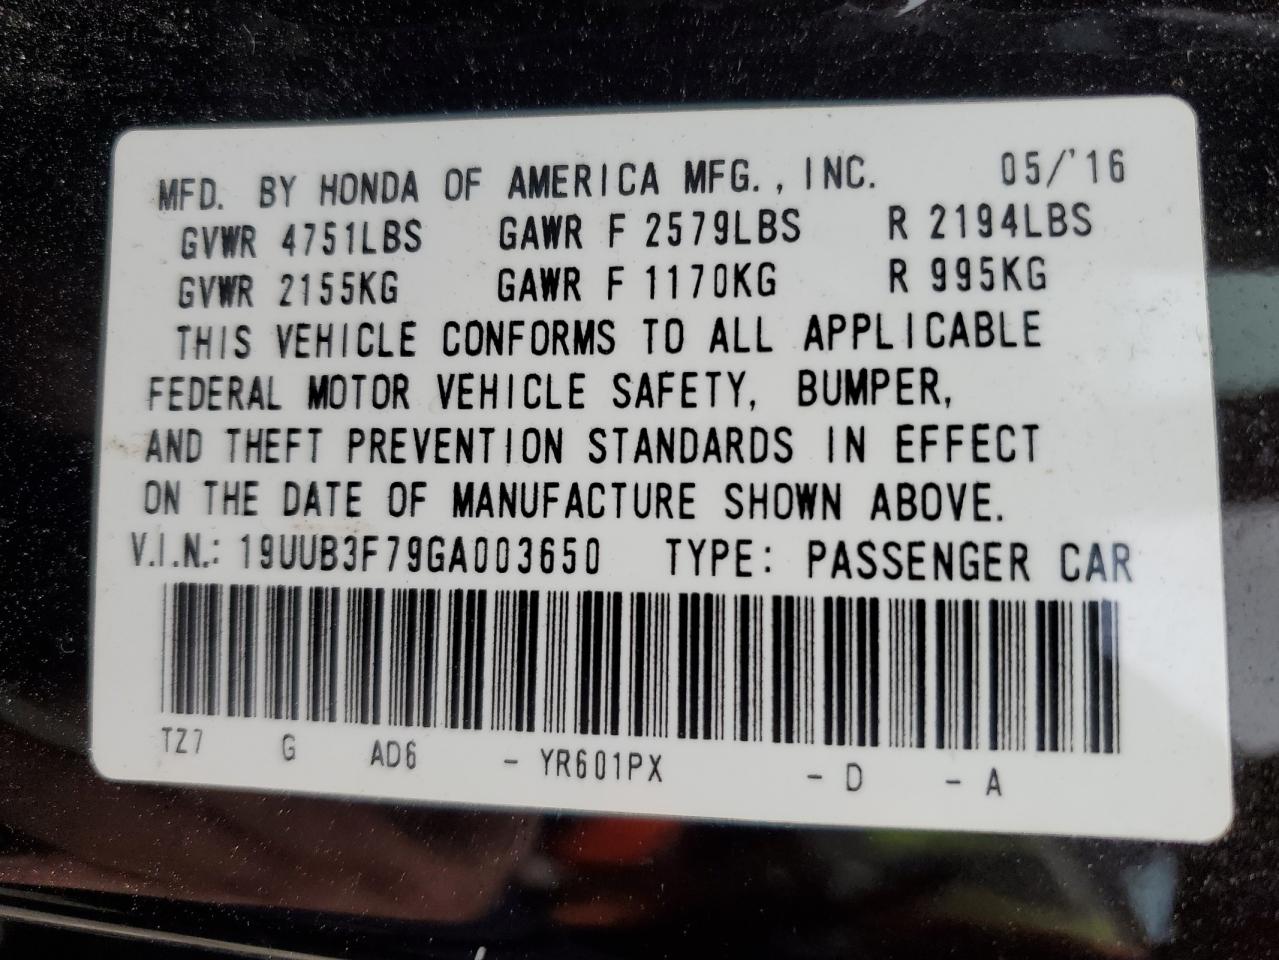 MFD. BY HONDA OF AMERICA MFG., INC. 05/'16
GVWR 4751LBS GAWR F 2579LBS R 2194LBS
GVWR 2155KG GAWR F 1170KG R 995KG
THIS VEHICLE CONFORMS TO ALL APPLICABLE
FEDERAL MOTOR VEHICLE SAFETY, BUMPER,
AND THEFT PREVENTION STANDARDS IN EFFECT
ON THE DATE OF MANUFACTURE SHOWN ABOVE.
V.I.N.: 19UUB3F79GA003650 TYPE: PASSENGER CAR
TZ7 G AD6 - YR601PX - D - A